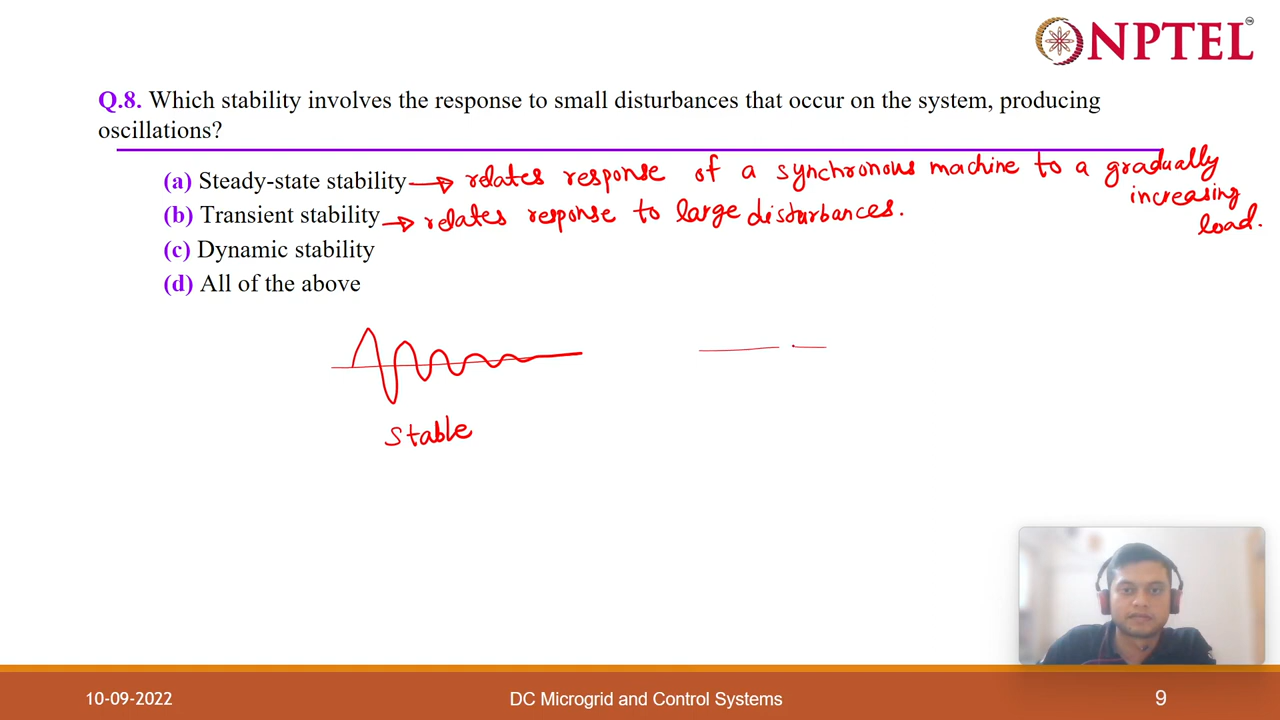 NPTEL
Q.8. Which stability involves the response to small disturbances that occur on the system, producing
oscillations?
(a) Steady-state stability → relates response of a synchronous machine to a gradually
increasing
load.
(b) Transient stability → relates response to large disturbances.
(c) Dynamic stability
(d) All of the above
Stable
10-09-2022
DC Microgrid and Control Systems
9